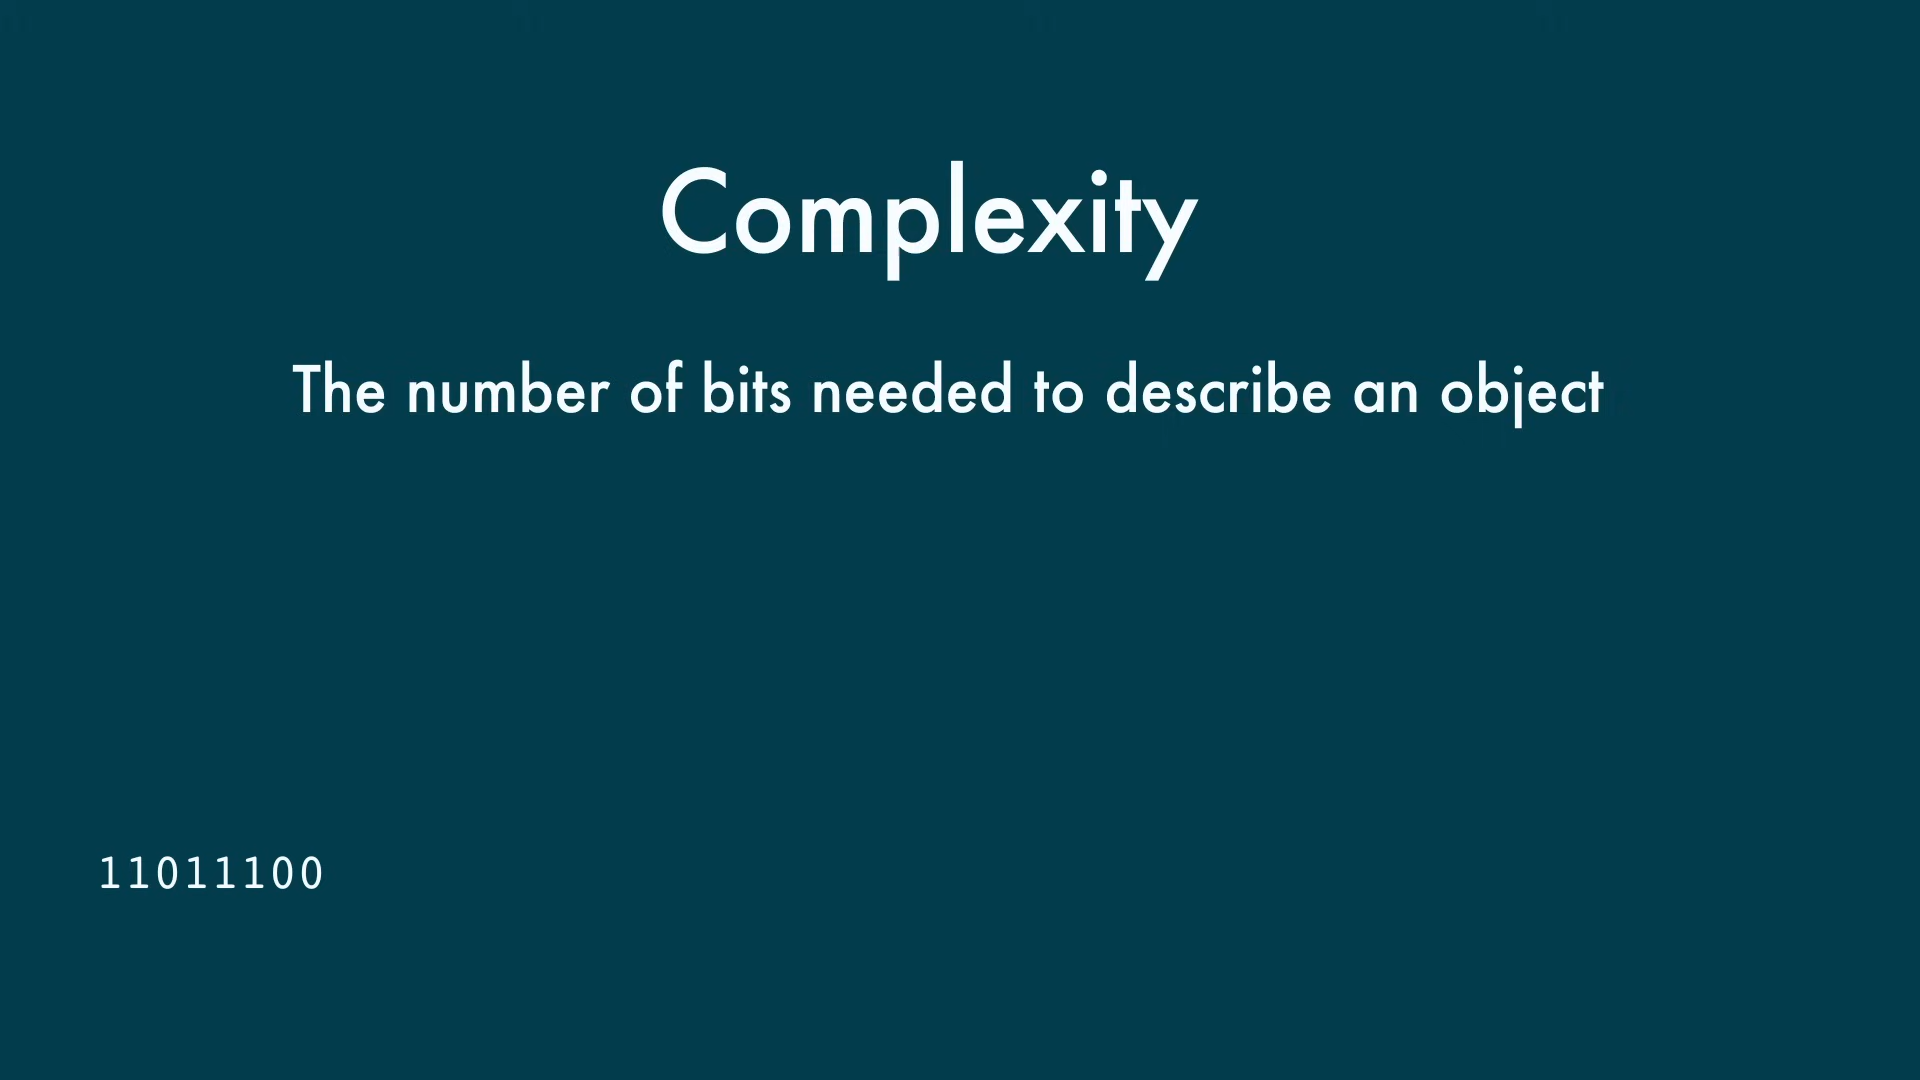 Complexity
The number of bits needed to describe an object
11011100